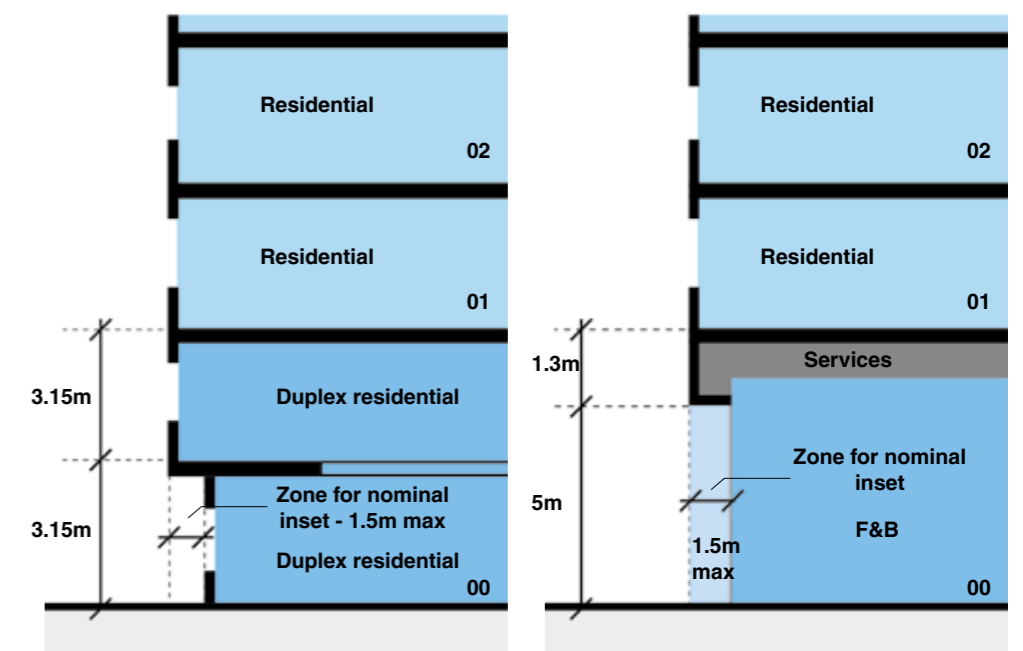 Residential
02
Residential
01
3.15m
Duplex residential
Zone for nominal
inset - 1.5m max
3.15m
Duplex residential
00
Residential
02
Residential
01
1.3m
Services
Zone for nominal
inset
5m
F&B
1.5m
max
00